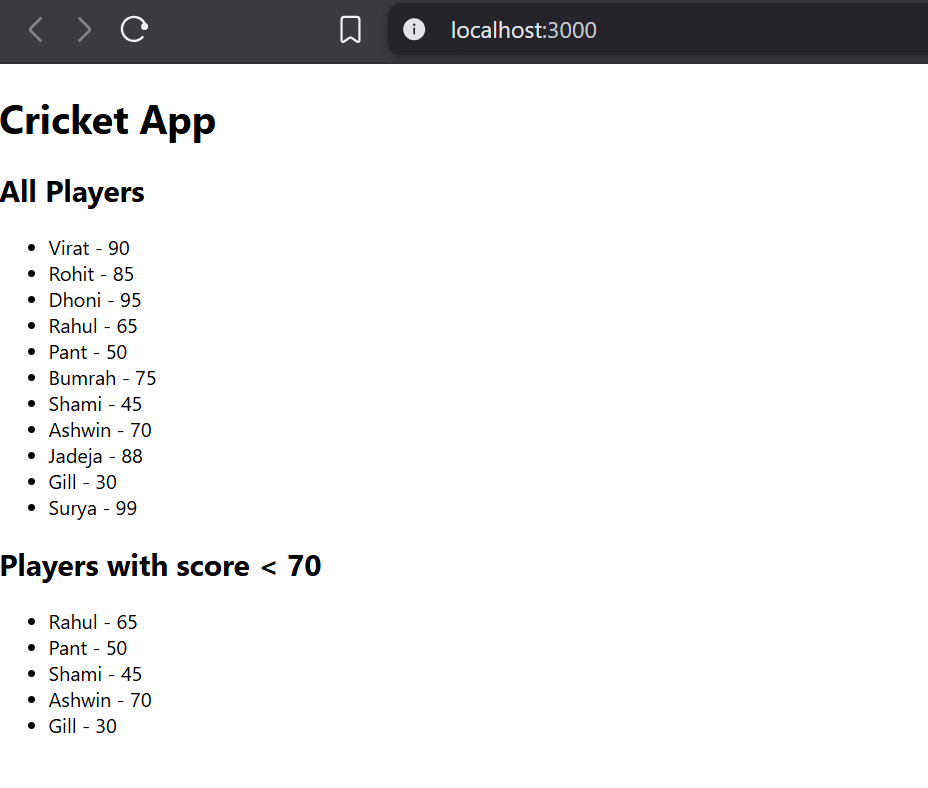 localhost:3000
Cricket App
All Players
• Virat - 90
• Rohit - 85
• Dhoni - 95
• Rahul - 65
• Pant - 50
• Bumrah - 75
• Shami - 45
• Ashwin - 70
• Jadeja - 88
• Gill - 30
• Surya - 99
Players with score < 70
• Rahul - 65
• Pant - 50
• Shami - 45
• Ashwin - 70
• Gill - 30